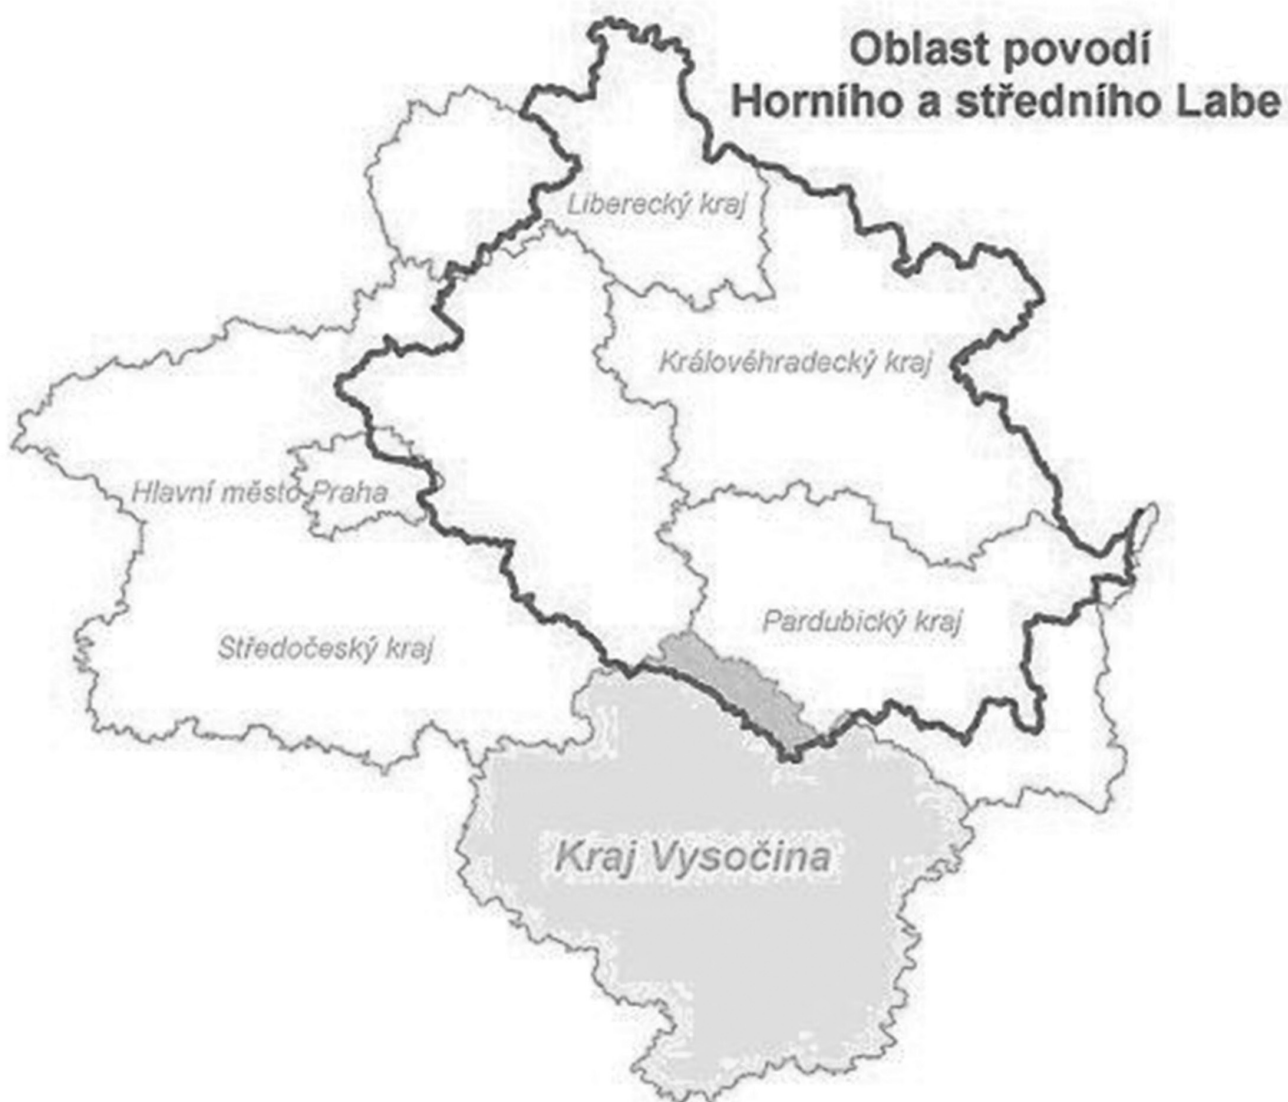 Oblast povodí
Horního a středního Labe
Liberecký kraj
Královéhradecký kraj
Hlavní město Praha
Pardubický kraj
Středočeský kraj
Kraj Vysočina